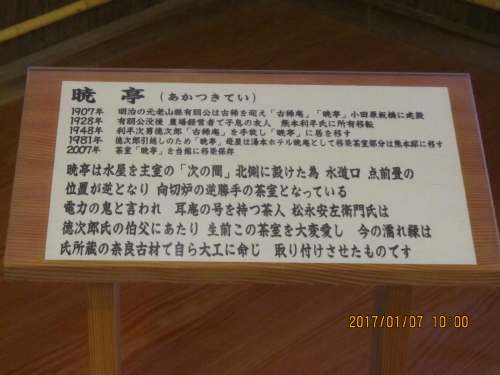 暁 亭 （あかつきてい）
1907年 明治の元老山縣有朋公は古稀を迎え「古稀庵」「暁亭」小田原板橋に建設
1928年 有朋公没後 農場経営者で子息の友人 熊本利平氏に所有移転
1948年 利平次男徳次郎「古稀庵」を手放し「暁亭」に居を移す
1981年 徳次郎引越しのため「暁亭」母屋は湯本ホテル暁庵として移築茶室部分は熊本邸に移す
2007年 茶室「暁亭」を当館に移築保存
暁亭は水屋を主室の「次の間」北側に設けた為 水道口 点前畳の
位置が逆となり 向切炉の逆勝手の茶室となっている
電力の鬼と言われ 耳庵の号を持つ茶人 松永安左衛門氏は
徳次郎氏の伯父にあたり 生前この茶室を大変愛し 今の濡れ縁は
氏所蔵の奈良古材で自ら大工に命じ 取り付けさせたものです
2017/01/07 10:00